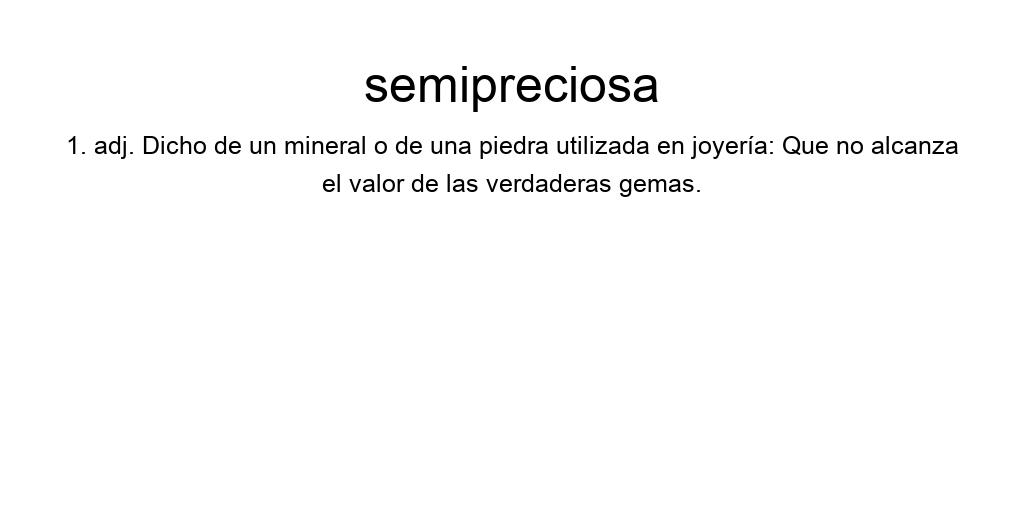 semipreciosa
1. adj. Dicho de un mineral o de una piedra utilizada en joyería: Que no alcanza
el valor de las verdaderas gemas.